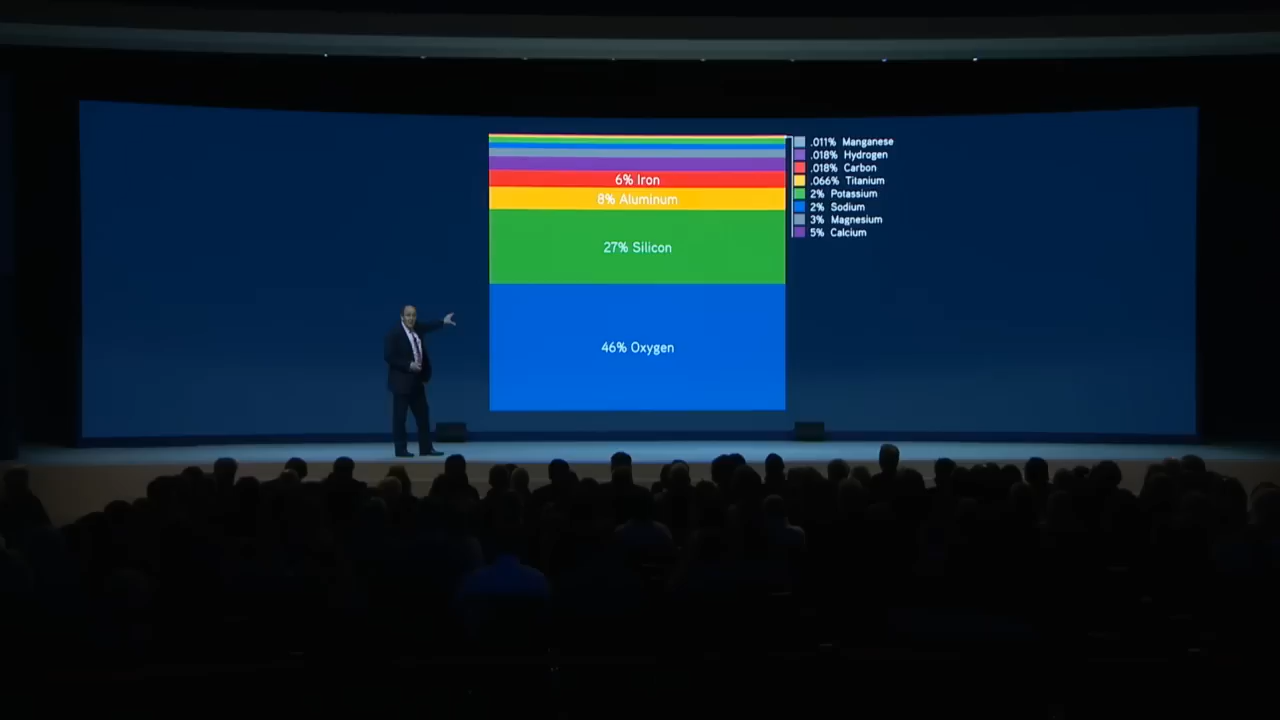 .011% Manganese
.018% Hydrogen
.018% Carbon
.066% Titanium
2% Potassium
2% Sodium
3% Magnesium
5% Calcium
6% Iron
8% Aluminum
27% Silicon
46% Oxygen